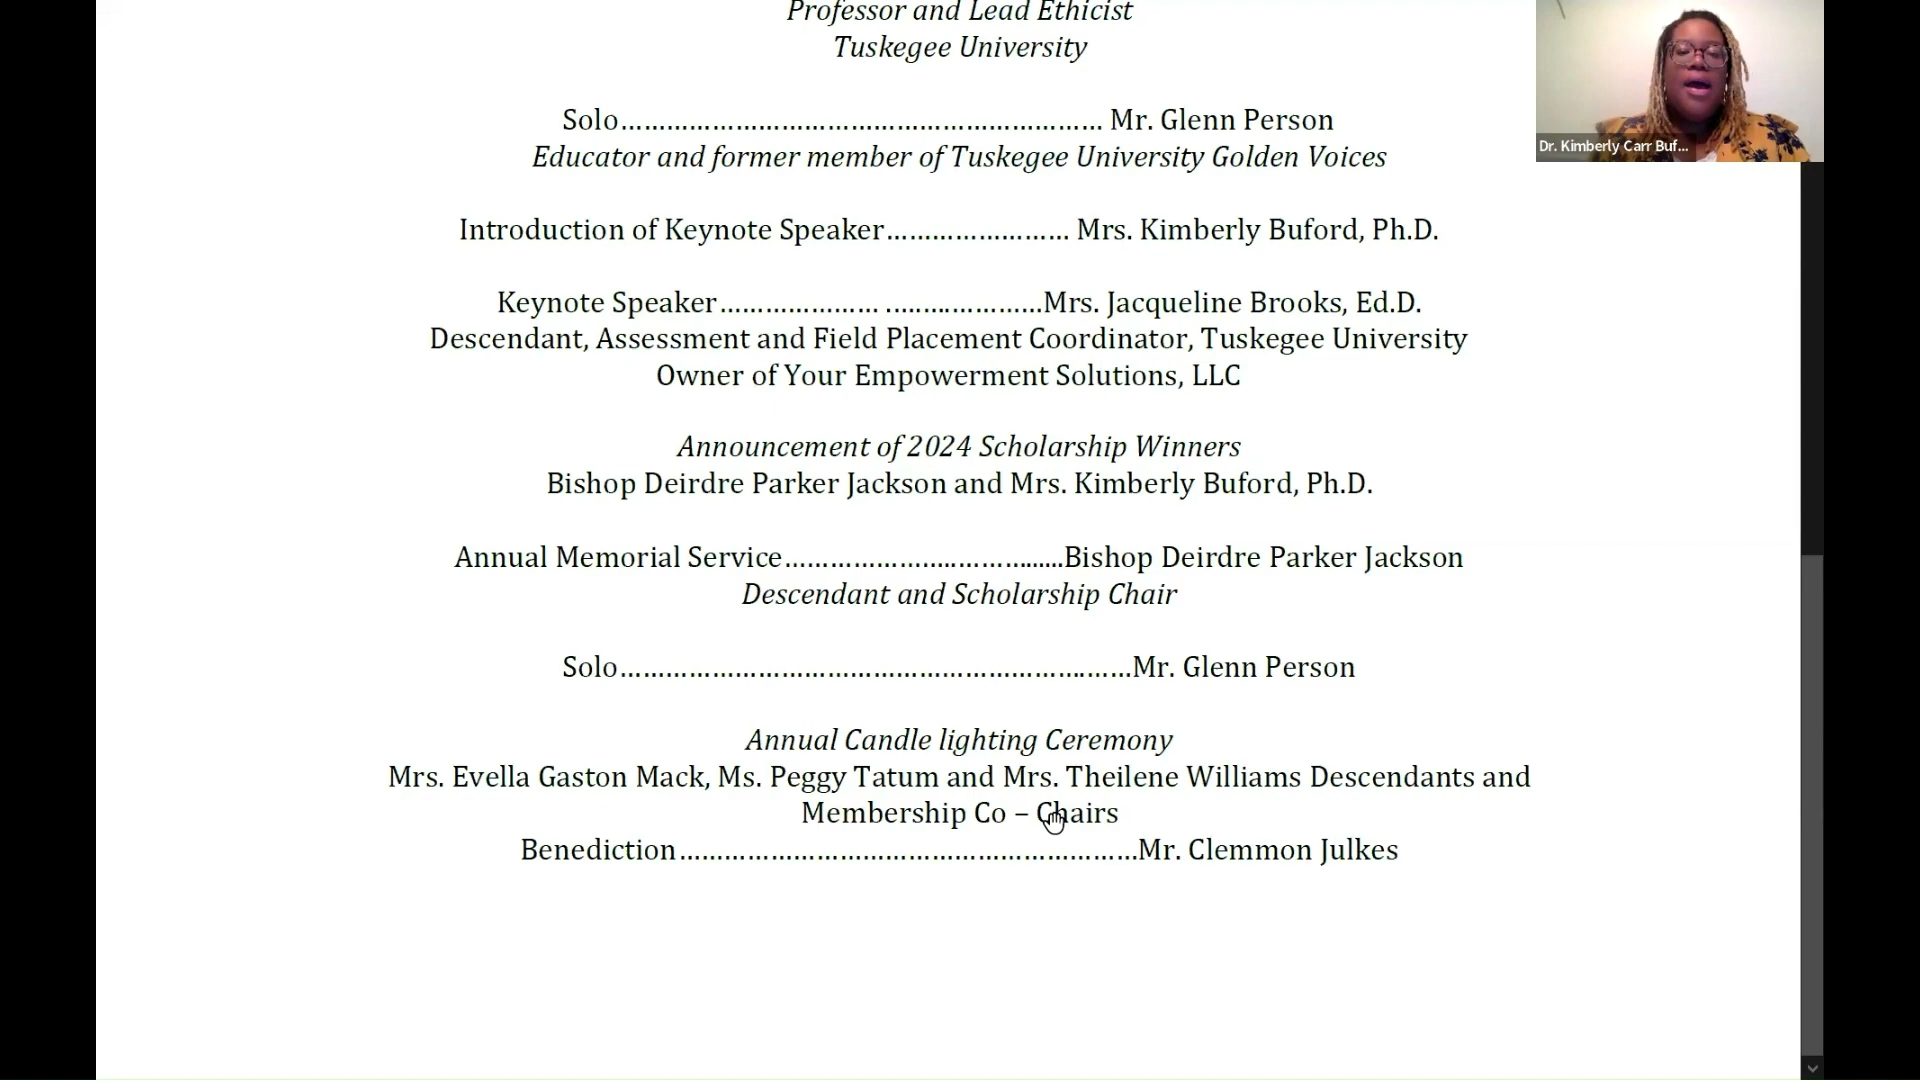 Professor and Lead Ethicist
Tuskegee University
Solo……………………………………………………… Mr. Glenn Person
Educator and former member of Tuskegee University Golden Voices
Introduction of Keynote Speaker…………………… Mrs. Kimberly Buford, Ph.D.
Keynote Speaker………………… ……..…………Mrs. Jacqueline Brooks, Ed.D.
Descendant, Assessment and Field Placement Coordinator, Tuskegee University
Owner of Your Empowerment Solutions, LLC
Announcement of 2024 Scholarship Winners
Bishop Deirdre Parker Jackson and Mrs. Kimberly Buford, Ph.D.
Annual Memorial Service…………………..………......Bishop Deirdre Parker Jackson
Descendant and Scholarship Chair
Solo……………………………………………………..……Mr. Glenn Person
Annual Candle lighting Ceremony
Mrs. Evella Gaston Mack, Ms. Peggy Tatum and Mrs. Theilene Williams Descendants and
Membership Co – Chairs
Benediction……………………………………………………Mr. Clemmon Julkes
Dr. Kimberly Carr Buf...